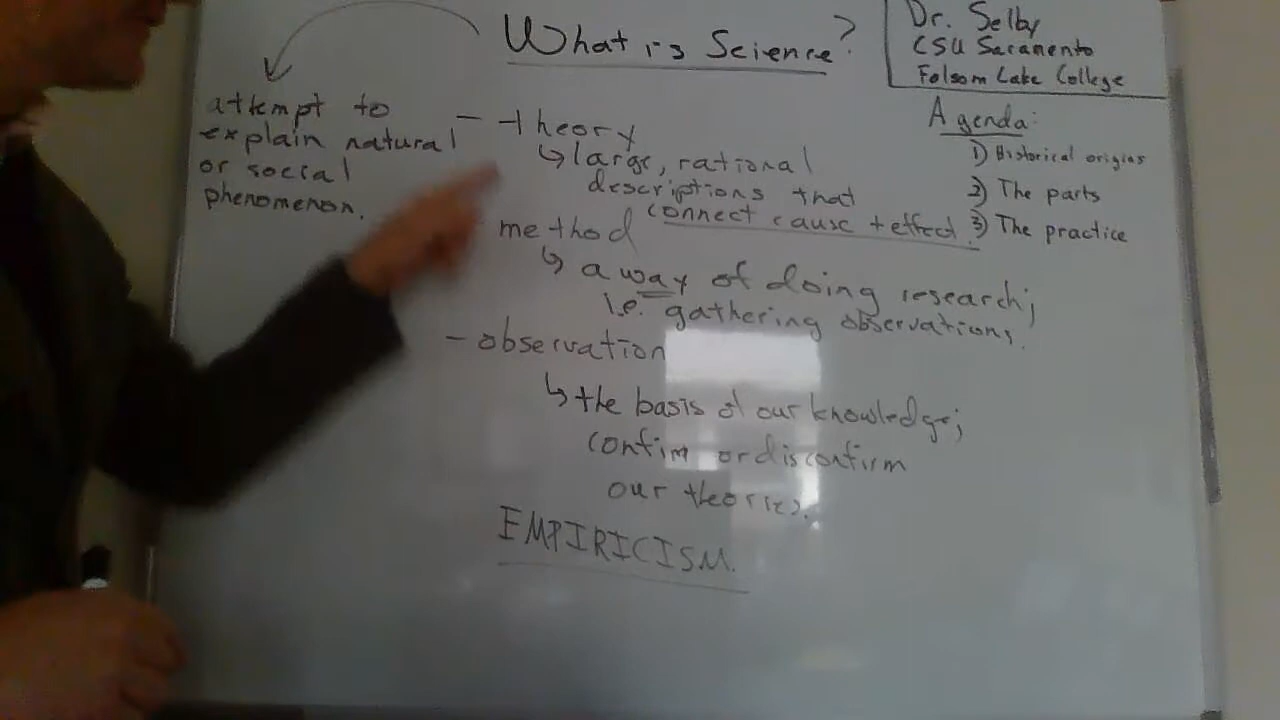 What is Science?
Dr. Selby
CSU Sacramento
Folsom Lake College
Agenda:
1) Historical origins
2) The parts
3) The practice
attempt to
explain natural
or social
phenomenon.
- theory
↳ large, rational
descriptions that
connect cause + effect.
method
↳ a way of doing research;
i.e. gathering observations.
- observation
↳ the basis of our knowledge;
confim or disconfirm
our theories.
EMPIRICISM.